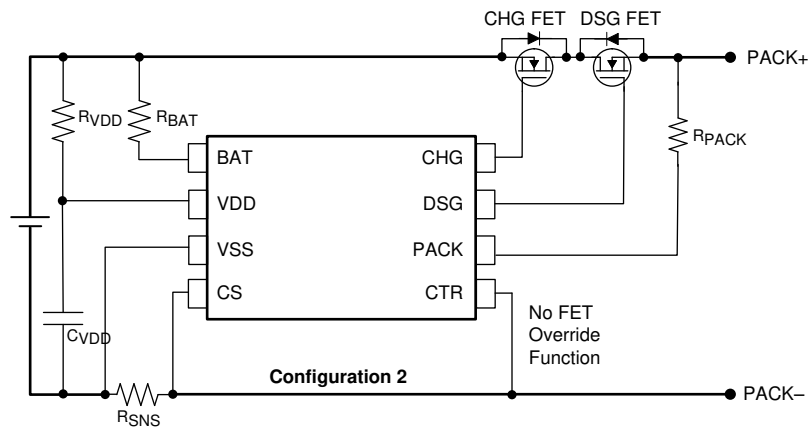 CHG FET DSG FET
PACK+
RVDD
RBAT
RPACK
BAT
CHG
VDD
DSG
VSS
PACK
CS
CTR
CVDD
No FET
Override
Function
Configuration 2
RSNS
PACK–